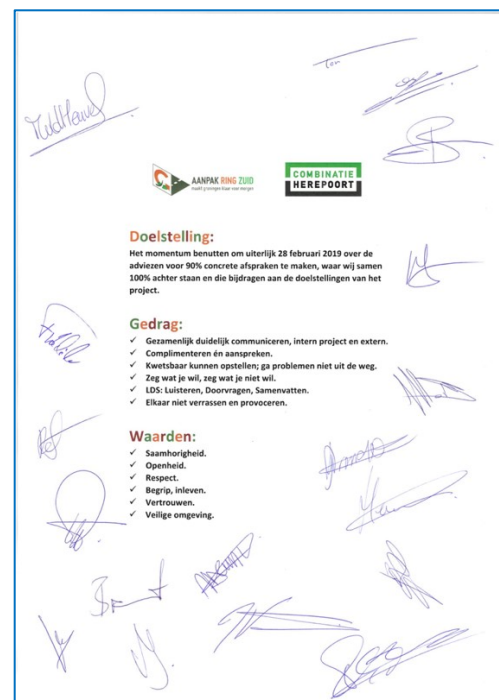 AANPAK RING ZUID
maakt groningen klaar voor morgen
COMBINATIE
HEREPOORT
Doelstelling:
Het momentum benutten om uiterlijk 28 februari 2019 over de
adviezen voor 90% concrete afspraken te maken, waar wij samen
100% achter staan en die bijdragen aan de doelstellingen van het
project.
Gedrag:
✓ Gezamenlijk duidelijk communiceren, intern project en extern.
✓ Complimenteren én aanspreken.
✓ Kwetsbaar kunnen opstellen; ga problemen niet uit de weg.
✓ Zeg wat je wil, zeg wat je niet wil.
✓ LDS: Luisteren, Doorvragen, Samenvatten.
✓ Elkaar niet verrassen en provoceren.
Waarden:
✓ Saamhorigheid.
✓ Openheid.
✓ Respect.
✓ Begrip, inleven.
✓ Vertrouwen.
✓ Veilige omgeving.